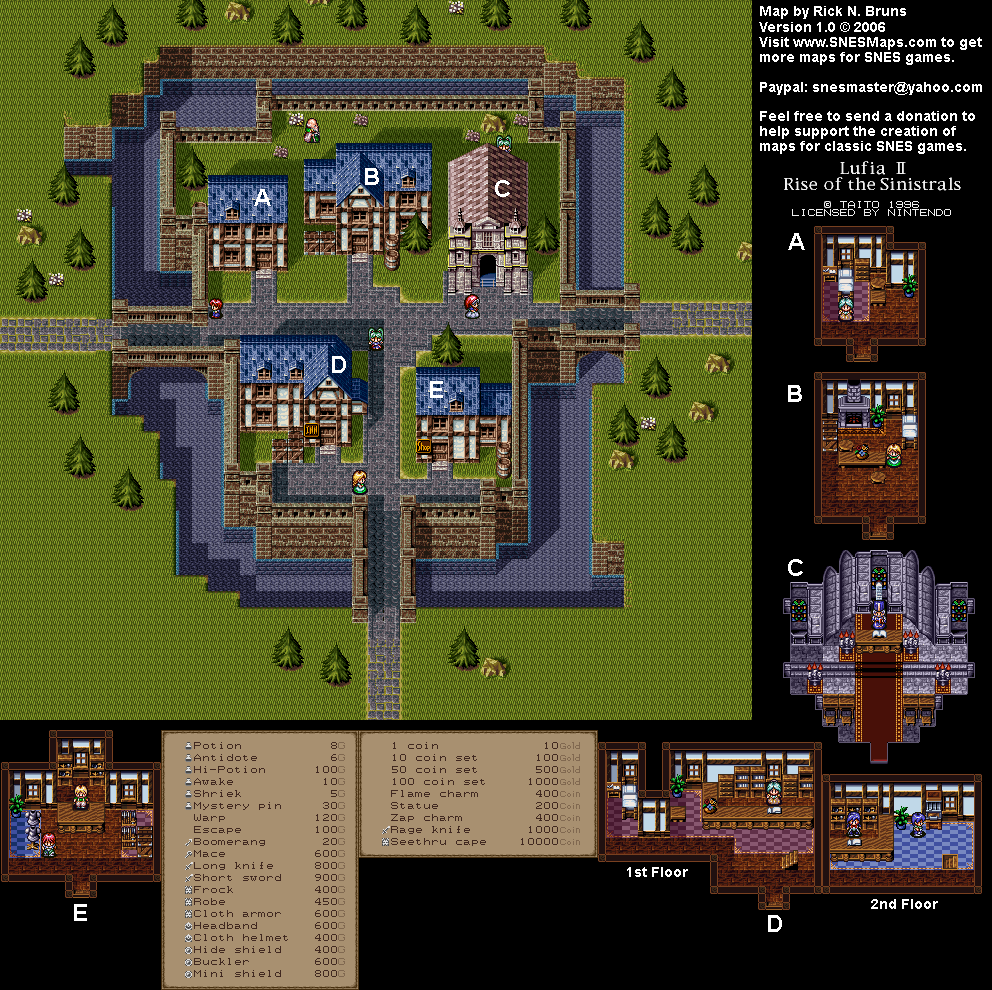 Map by Rick N. Bruns
Version 1.0 © 2006
Visit www.SNESMaps.com to get
more maps for SNES games.
Paypal: snesmaster@yahoo.com
Feel free to send a donation to
help support the creation of
maps for classic SNES games.
Lufia II
Rise of the Sinistrals
© TAITO 1996
LICENSED BY NINTENDO
A
B
C
D
E
INN
Shop
A
B
C
Potion 8G
Antidote 6G
Hi-Potion 100G
Awake 10G
Shriek 5G
Mystery pin 30G
Warp 120G
Escape 100G
Boomerang 20G
Mace 600G
Long knife 800G
Short sword 900G
Frock 400G
Robe 450G
Cloth armor 600G
Headband 600G
Cloth helmet 400G
Hide shield 400G
Buckler 600G
Mini shield 800G
1 coin 10Gold
10 coin set 100Gold
50 coin set 500Gold
100 coin set 1000Gold
Flame charm 400Coin
Statue 200Coin
Zap charm 400Coin
Rage knife 1000Coin
Seethru cape 10000Coin
E
1st Floor
D
2nd Floor